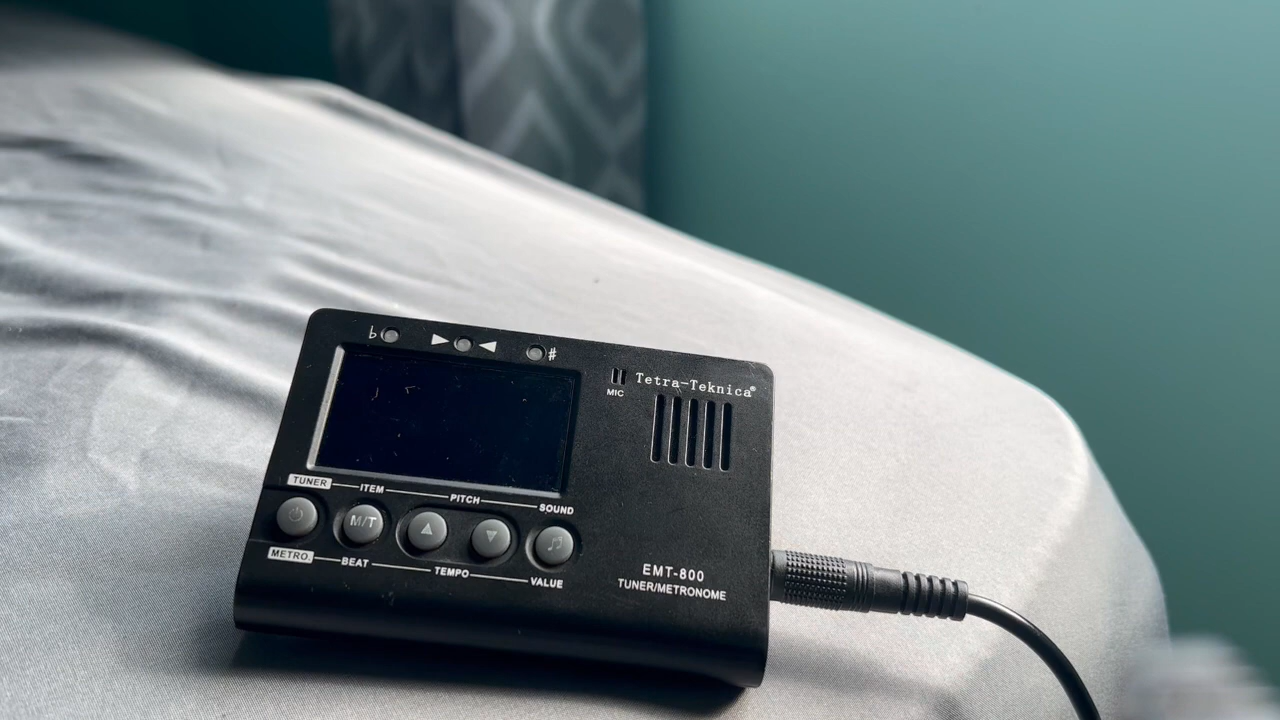 ♭ ▶ ◀ ♯
MIC
Tetra-Teknica®
TUNER ITEM PITCH SOUND
M/T ▲ ▼
METRO. BEAT TEMPO VALUE
EMT-800
TUNER/METRONOME